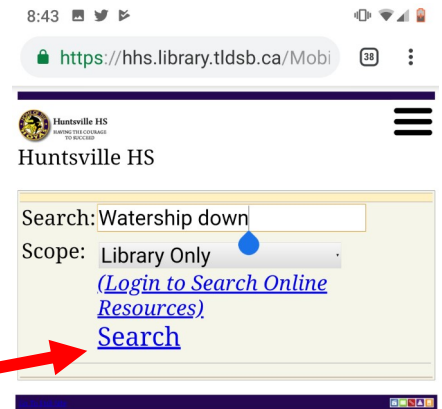 8:43
https://hhs.library.tldsb.ca/Mobi 38
Huntsville HS
HAVING THE COURAGE
TO SUCCEED
Huntsville HS
Search: Watership down
Scope: Library Only
(Login to Search Online
Resources)
Search